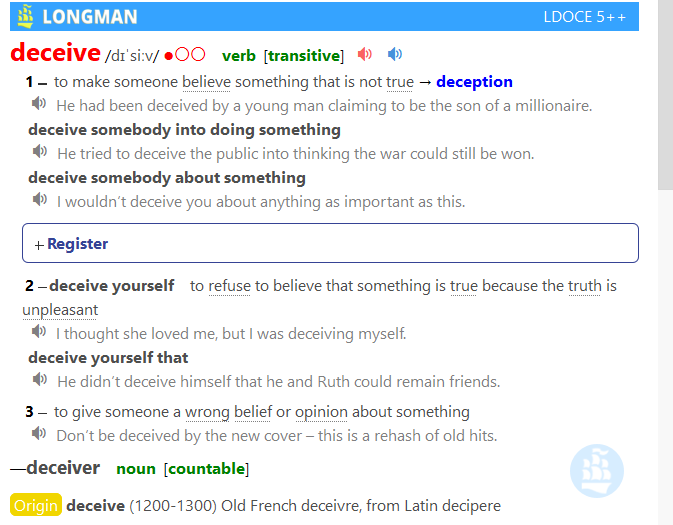 LONGMAN LDOCE 5++
deceive /dɪˈsiːv/ ●○○ verb [transitive]
1 – to make someone believe something that is not true → deception
He had been deceived by a young man claiming to be the son of a millionaire.
deceive somebody into doing something
He tried to deceive the public into thinking the war could still be won.
deceive somebody about something
I wouldn’t deceive you about anything as important as this.
+ Register
2 – deceive yourself to refuse to believe that something is true because the truth is
unpleasant
I thought she loved me, but I was deceiving myself.
deceive yourself that
He didn’t deceive himself that he and Ruth could remain friends.
3 – to give someone a wrong belief or opinion about something
Don’t be deceived by the new cover – this is a rehash of old hits.
—deceiver noun [countable]
Origin deceive (1200-1300) Old French deceivre, from Latin decipere